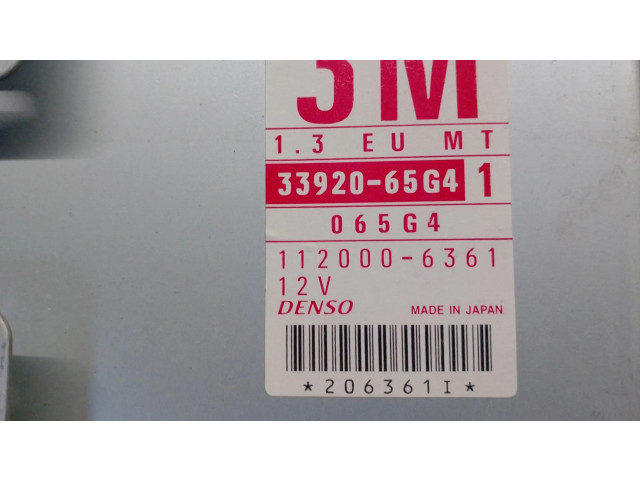 3M
1.3 EU MT
33920-65G4 1
065G4
112000-6361
12V
DENSO MADE IN JAPAN
*206361I*